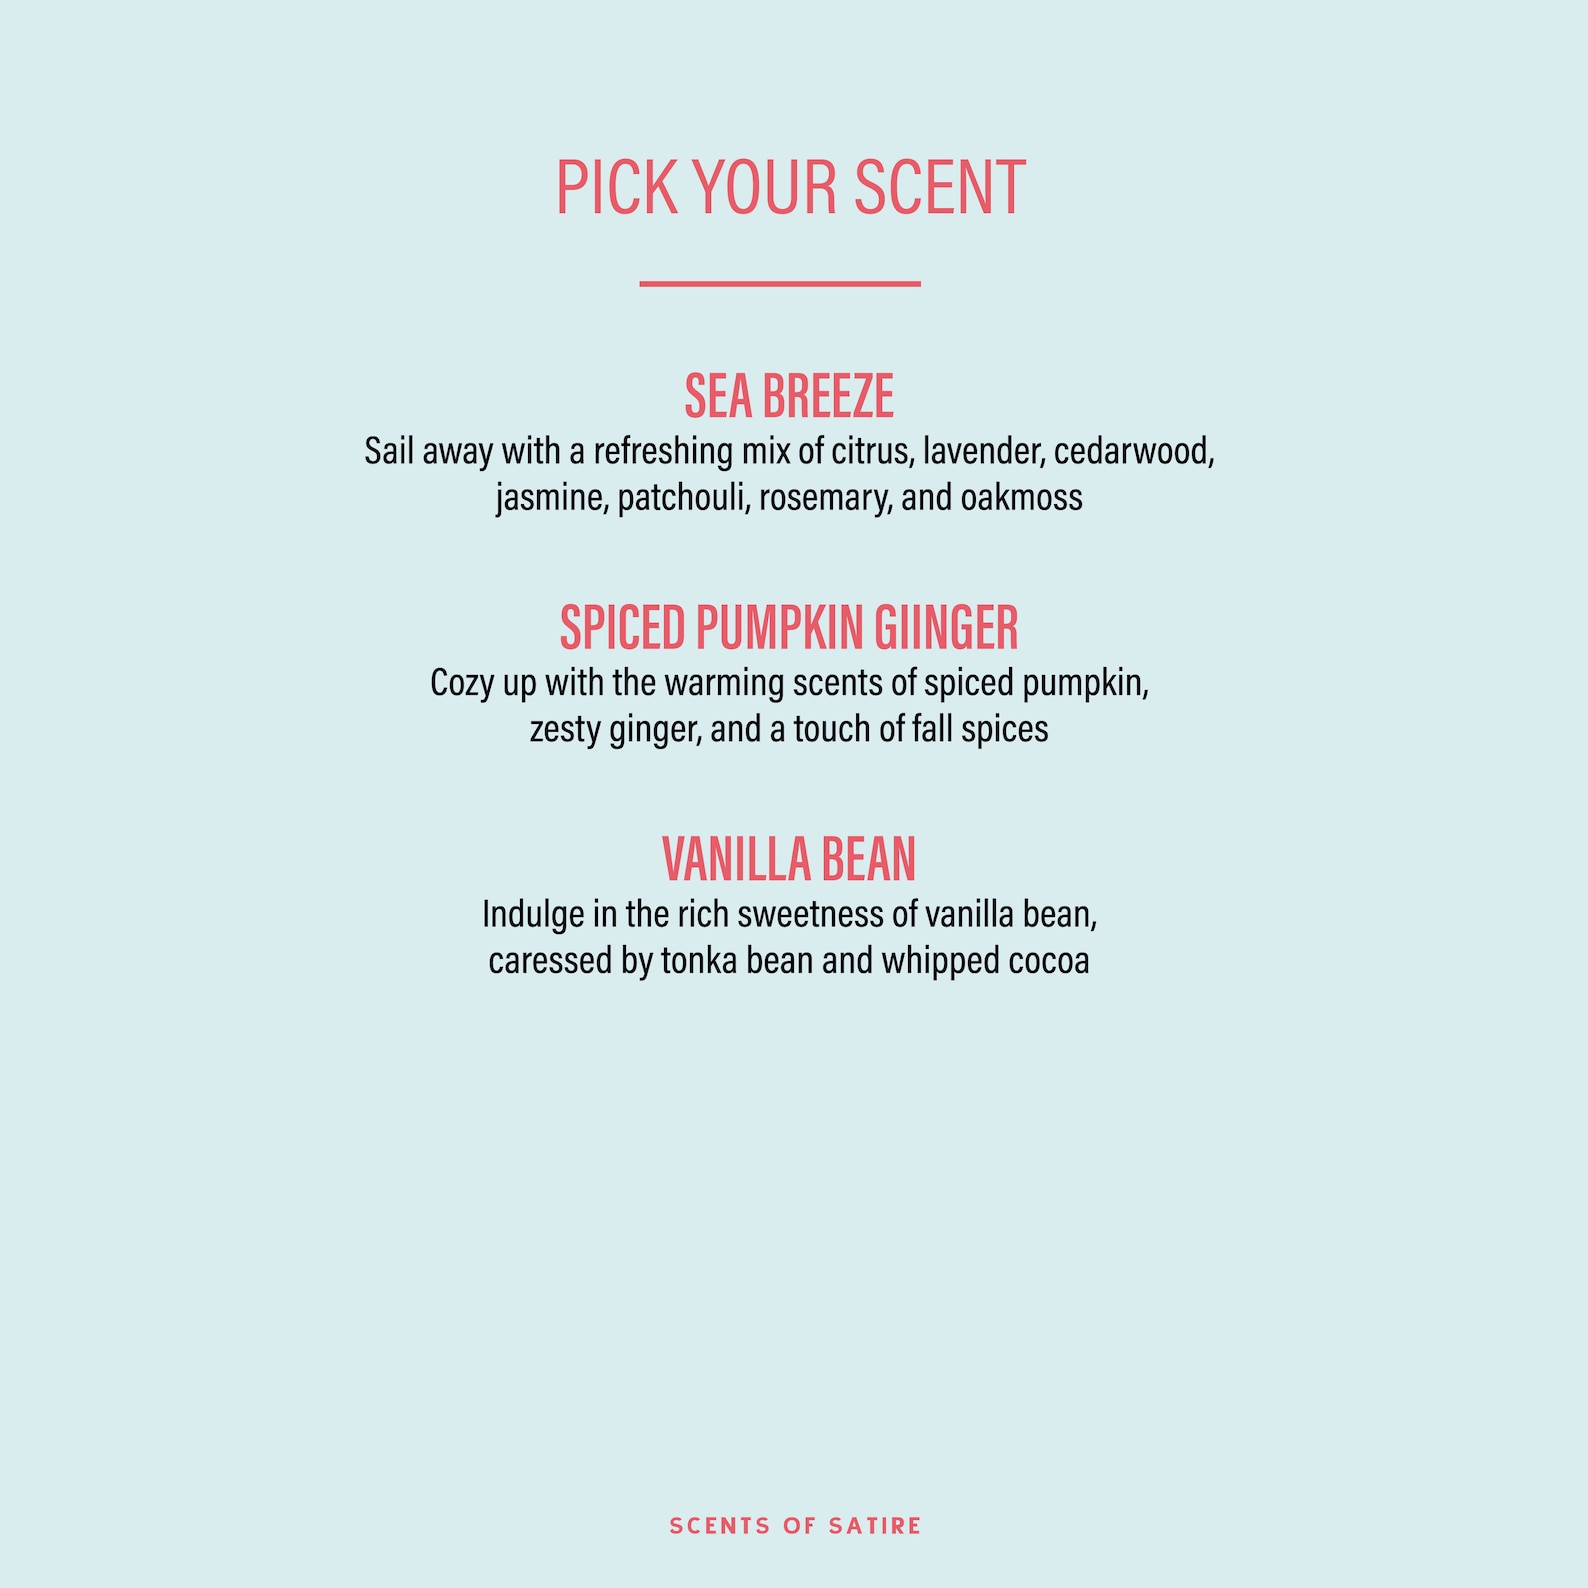 PICK YOUR SCENT
SEA BREEZE
Sail away with a refreshing mix of citrus, lavender, cedarwood,
jasmine, patchouli, rosemary, and oakmoss
SPICED PUMPKIN GIINGER
Cozy up with the warming scents of spiced pumpkin,
zesty ginger, and a touch of fall spices
VANILLA BEAN
Indulge in the rich sweetness of vanilla bean,
caressed by tonka bean and whipped cocoa
SCENTS OF SATIRE